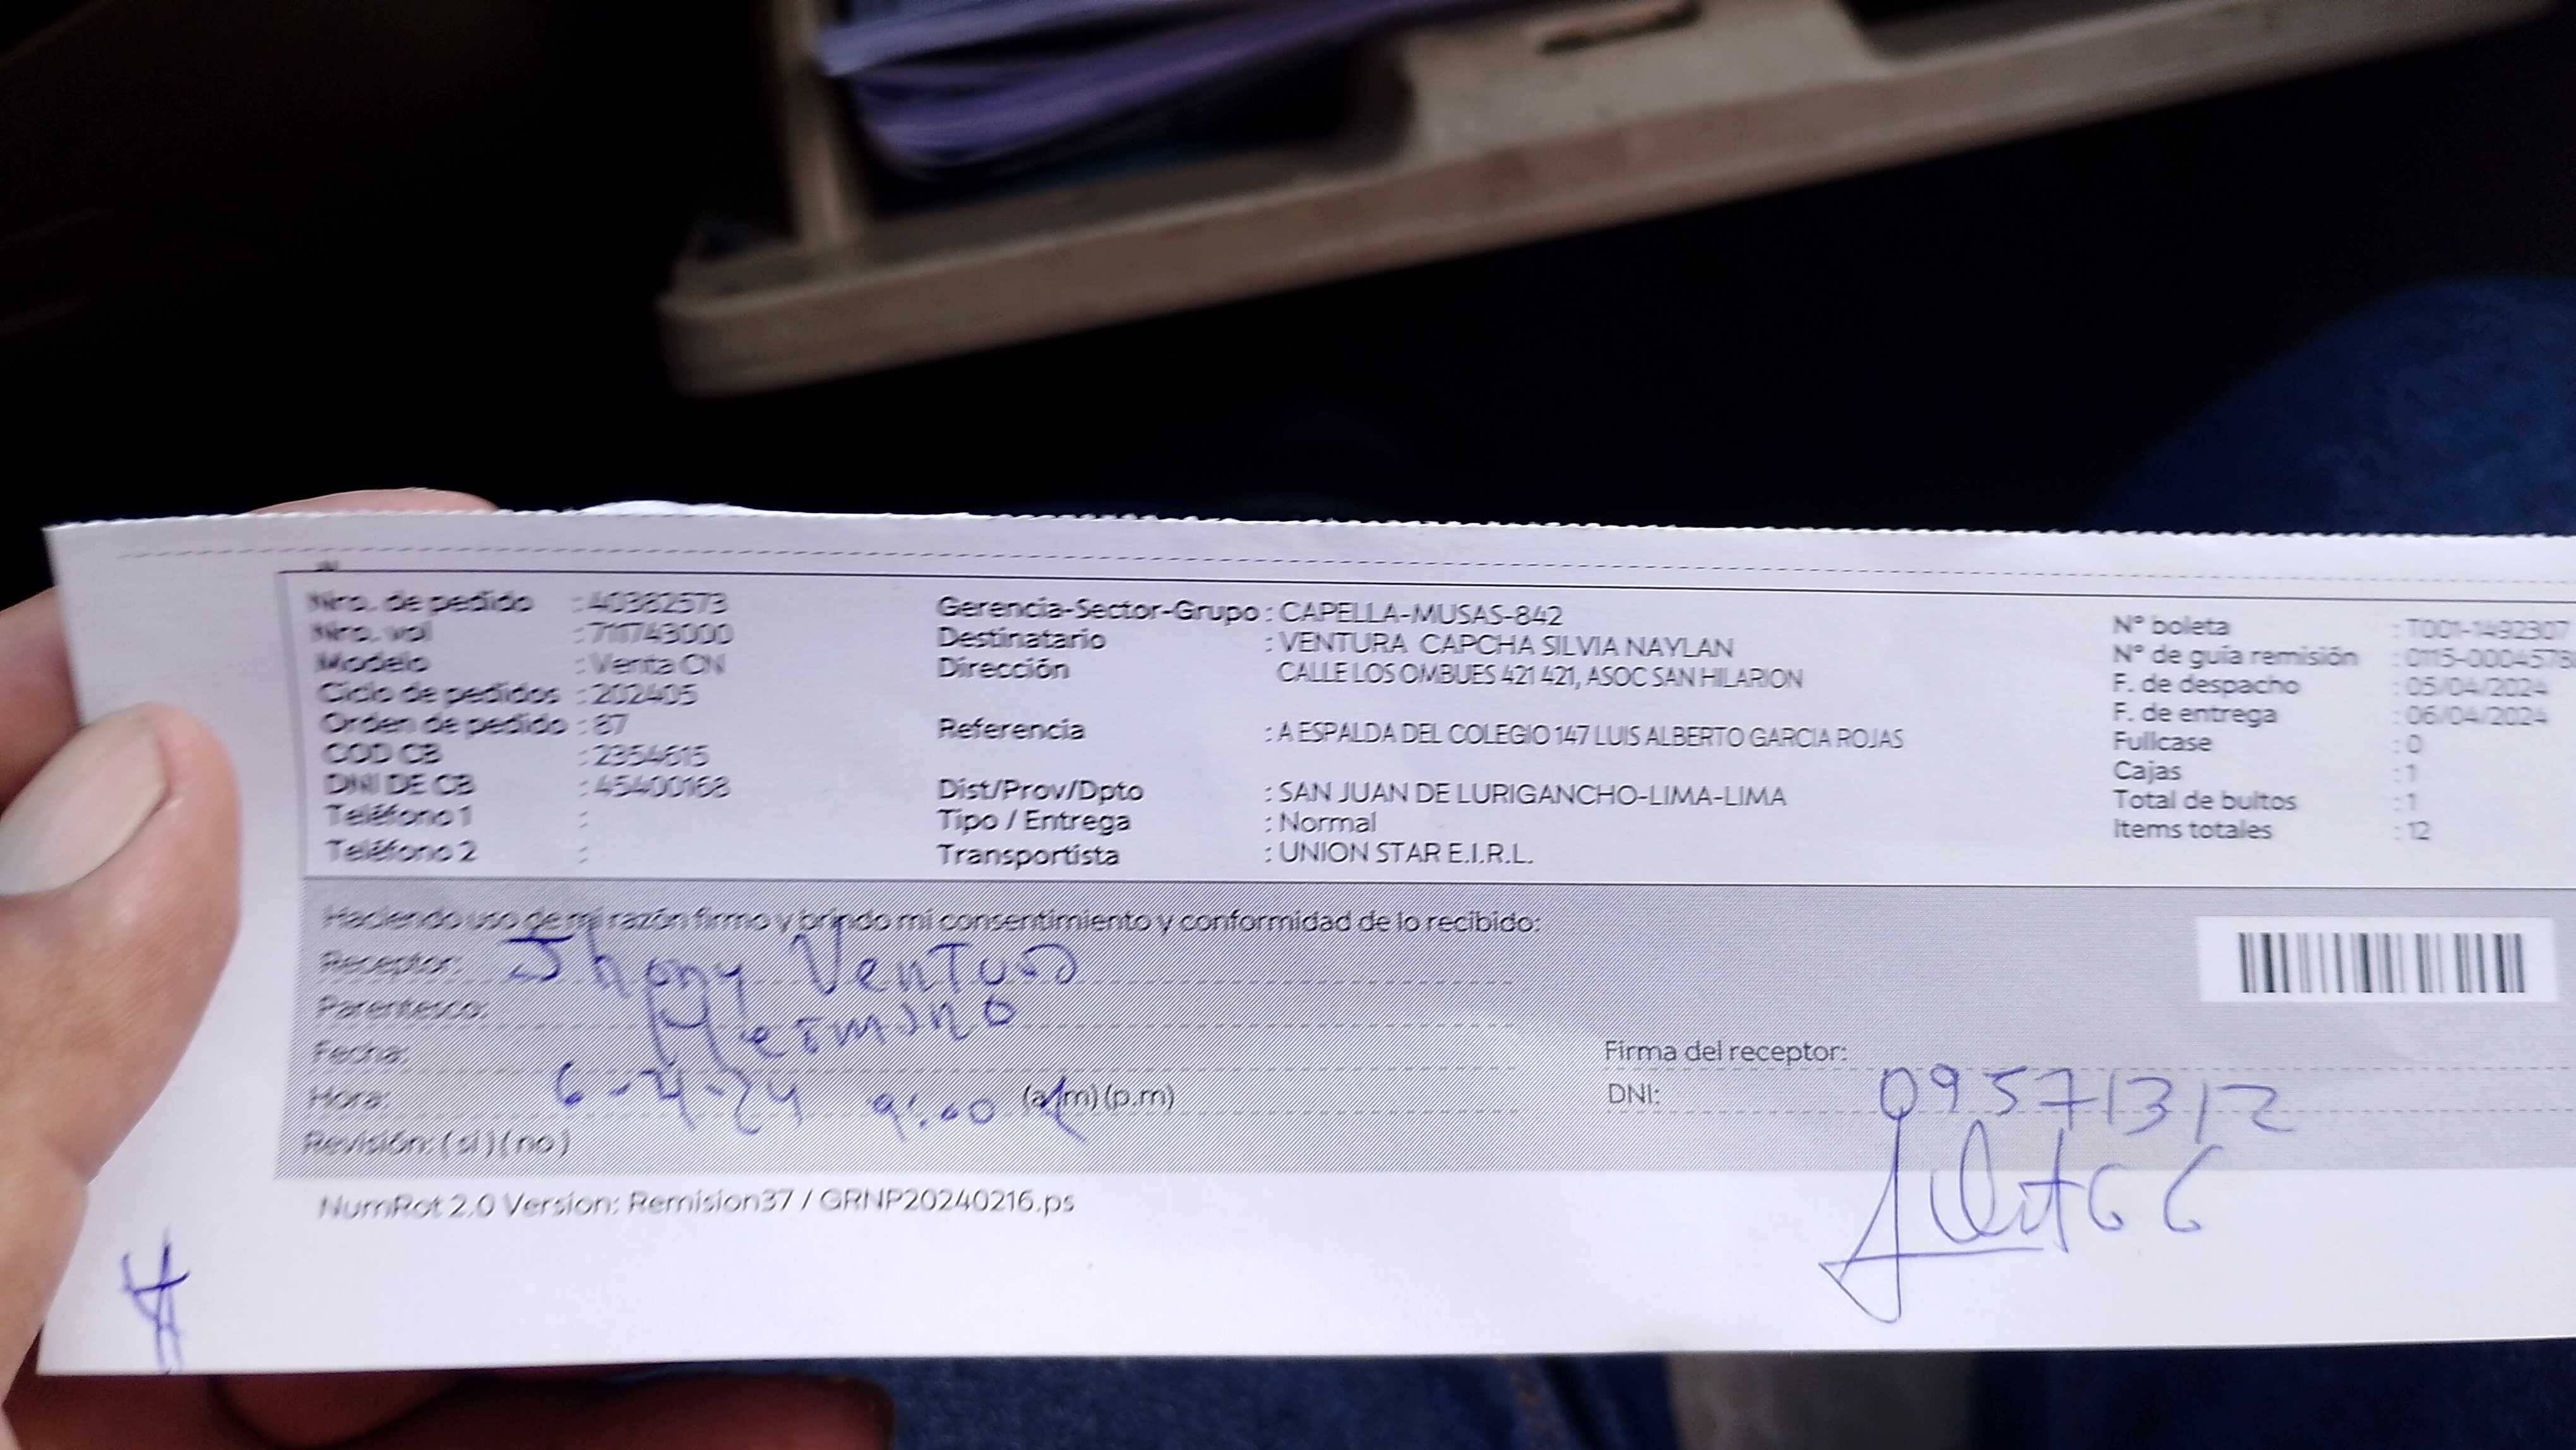 Nro. de pedido : 40382573
Nro. vol : 711743000
Modelo : Venta CN
Ciclo de pedidos : 202405
Orden de pedido : 87
COD CB : 2354615
DNI DE CB : 45400168
Teléfono 1 :
Teléfono 2 :
Gerencia-Sector-Grupo : CAPELLA-MUSAS-842
Destinatario : VENTURA CAPCHA SILVIA NAYLAN
Dirección CALLE LOS OMBUES 421 421, ASOC SAN HILARION
Referencia : A ESPALDA DEL COLEGIO 147 LUIS ALBERTO GARCIA ROJAS
Dist/Prov/Dpto : SAN JUAN DE LURIGANCHO-LIMA-LIMA
Tipo / Entrega : Normal
Transportista : UNION STAR E.I.R.L.
N° boleta : T001-1492307
N° de guía remisión : 0115-0004578
F. de despacho : 05/04/2024
F. de entrega : 06/04/2024
Fullcase : 0
Cajas : 1
Total de bultos : 1
Items totales : 12
Haciendo uso de mi razón firmo y brindo mi consentimiento y conformidad de lo recibido:
Receptor: Jhony Ventura
Parentesco: Hermano
Fecha: 6-4-24
Hora: 9:00 (a.m) (p.m)
Revisión: ( si ) ( no )
Firma del receptor:
DNI: 09571312
NumRot 2.0 Version: Remision37 / GRNP20240216.ps